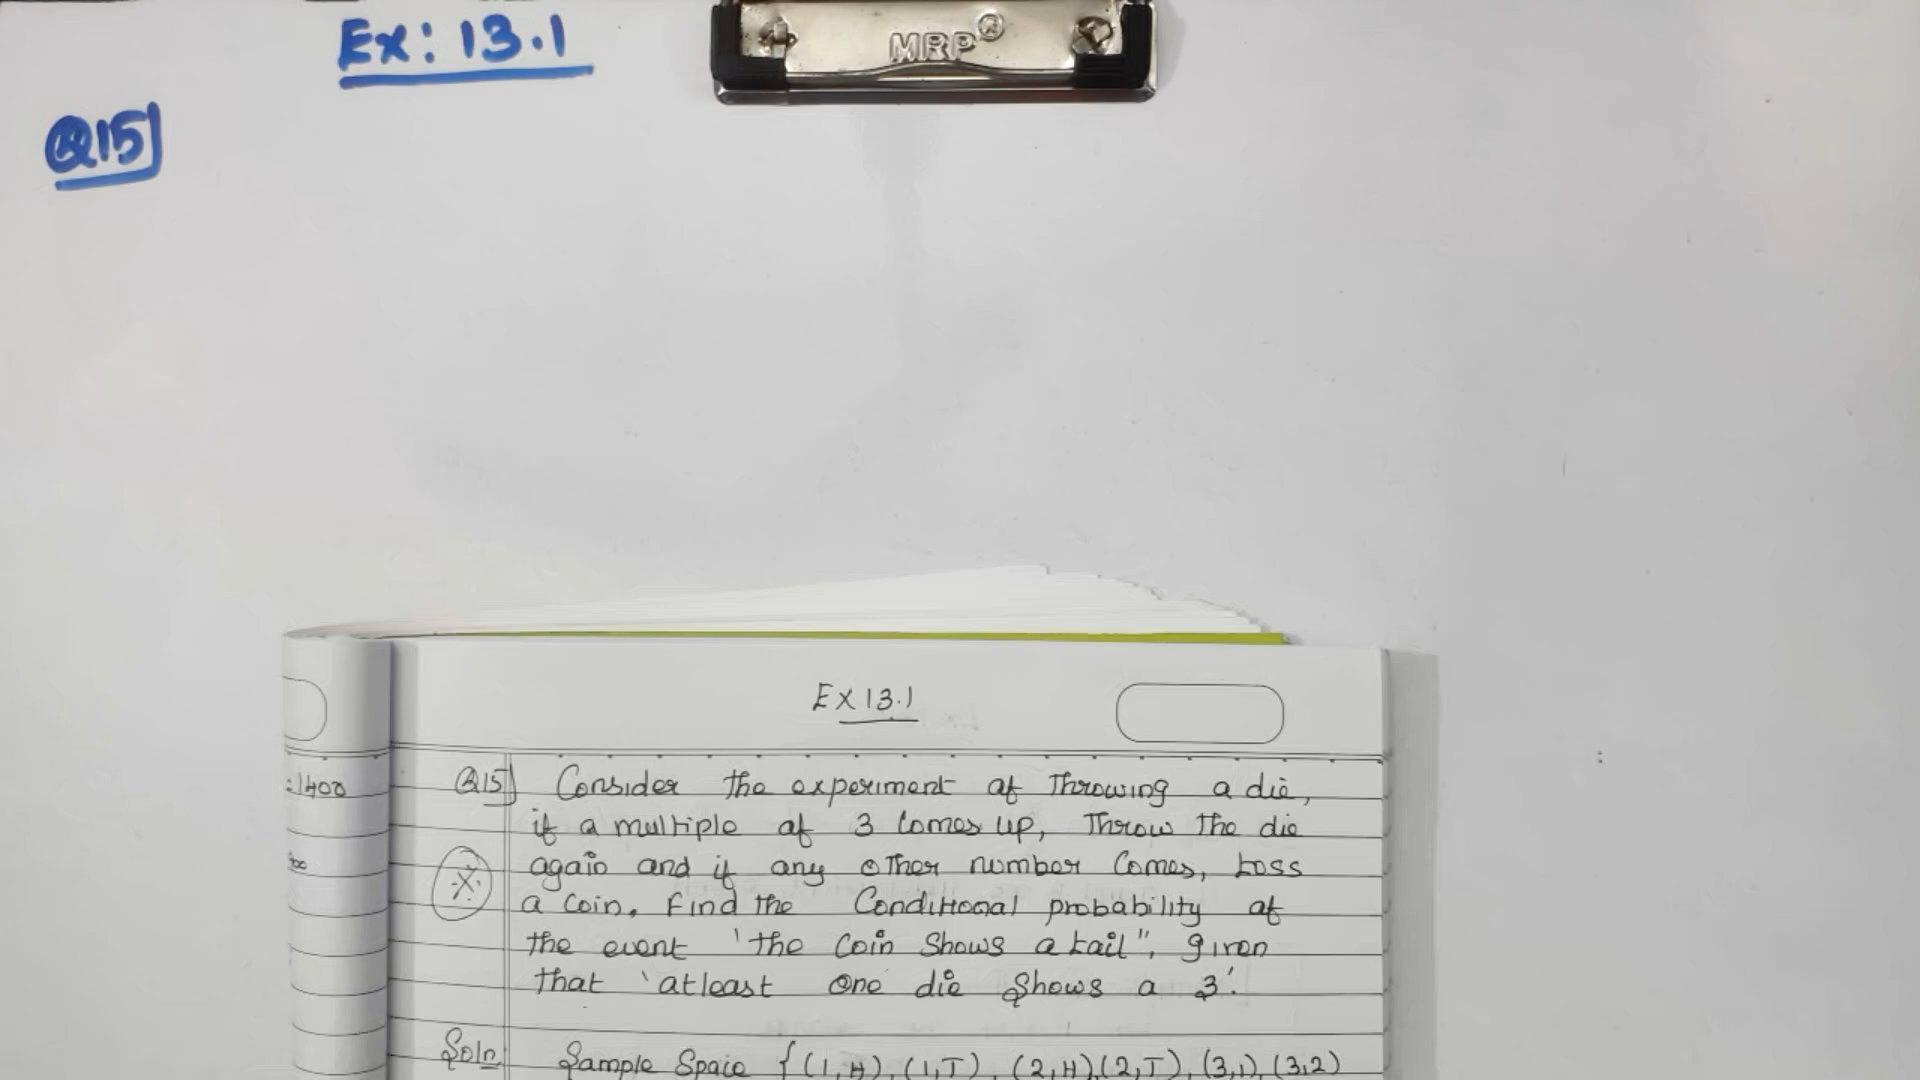 Ex: 13.1
MRP®
Q15]
EX 13.1
=1400
Q15] Consider the experiment of Throwing a die,
if a multiple of 3 Comes up, Throw the die
again and if any other number Comes, toss
a coin. Find the Conditional probability of
the event 'the coin Shows a tail", given
that 'atleast one die Shows a 3'.
Soln Sample Space {(1,H), (1,T), (2,H)(2,T), (3,1), (3,2)